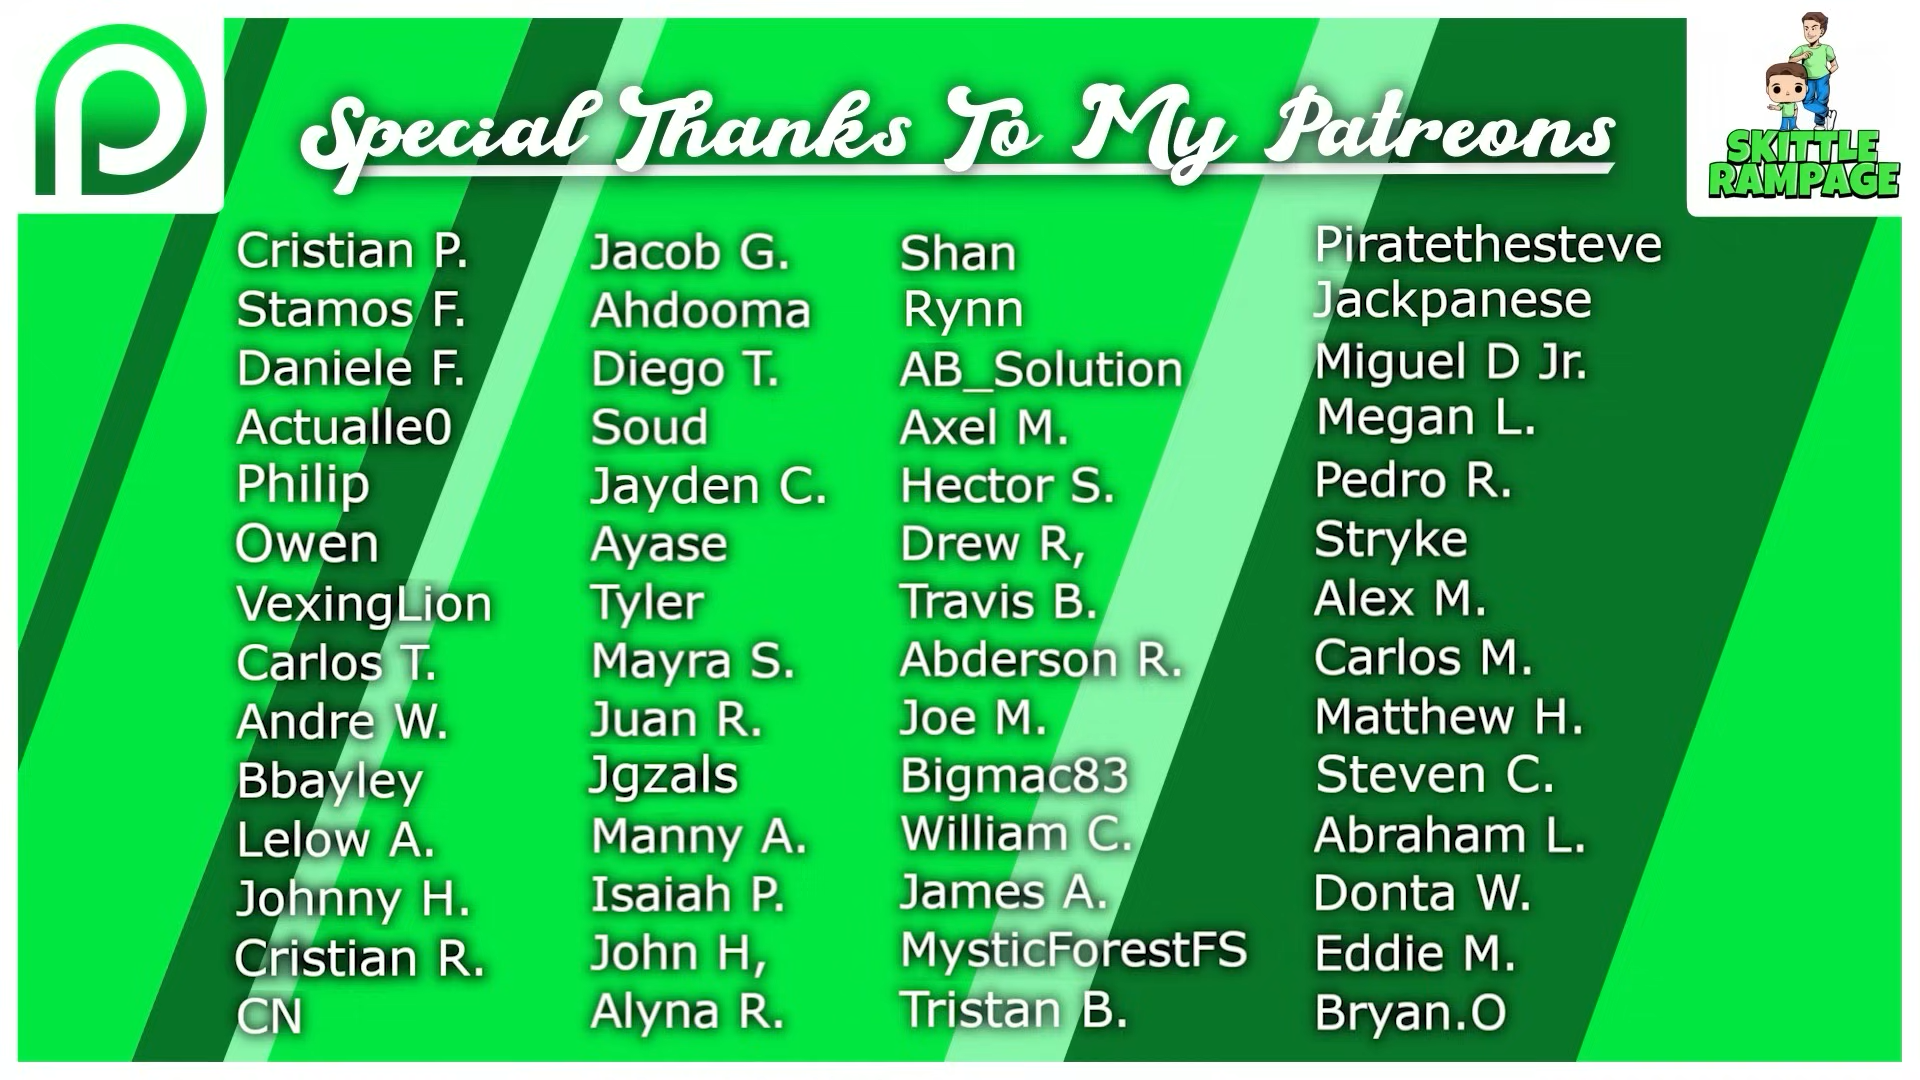 Special Thanks To My Patreons
SKITTLE
RAMPAGE
Cristian P.
Stamos F.
Daniele F.
Actualle0
Philip
Owen
VexingLion
Carlos T.
Andre W.
Bbayley
Lelow A.
Johnny H.
Cristian R.
CN
Jacob G.
Ahdooma
Diego T.
Soud
Jayden C.
Ayase
Tyler
Mayra S.
Juan R.
Jgzals
Manny A.
Isaiah P.
John H,
Alyna R.
Shan
Rynn
AB_Solution
Axel M.
Hector S.
Drew R,
Travis B.
Abderson R.
Joe M.
Bigmac83
William C.
James A.
MysticForestFS
Tristan B.
Piratethesteve
Jackpanese
Miguel D Jr.
Megan L.
Pedro R.
Stryke
Alex M.
Carlos M.
Matthew H.
Steven C.
Abraham L.
Donta W.
Eddie M.
Bryan.O